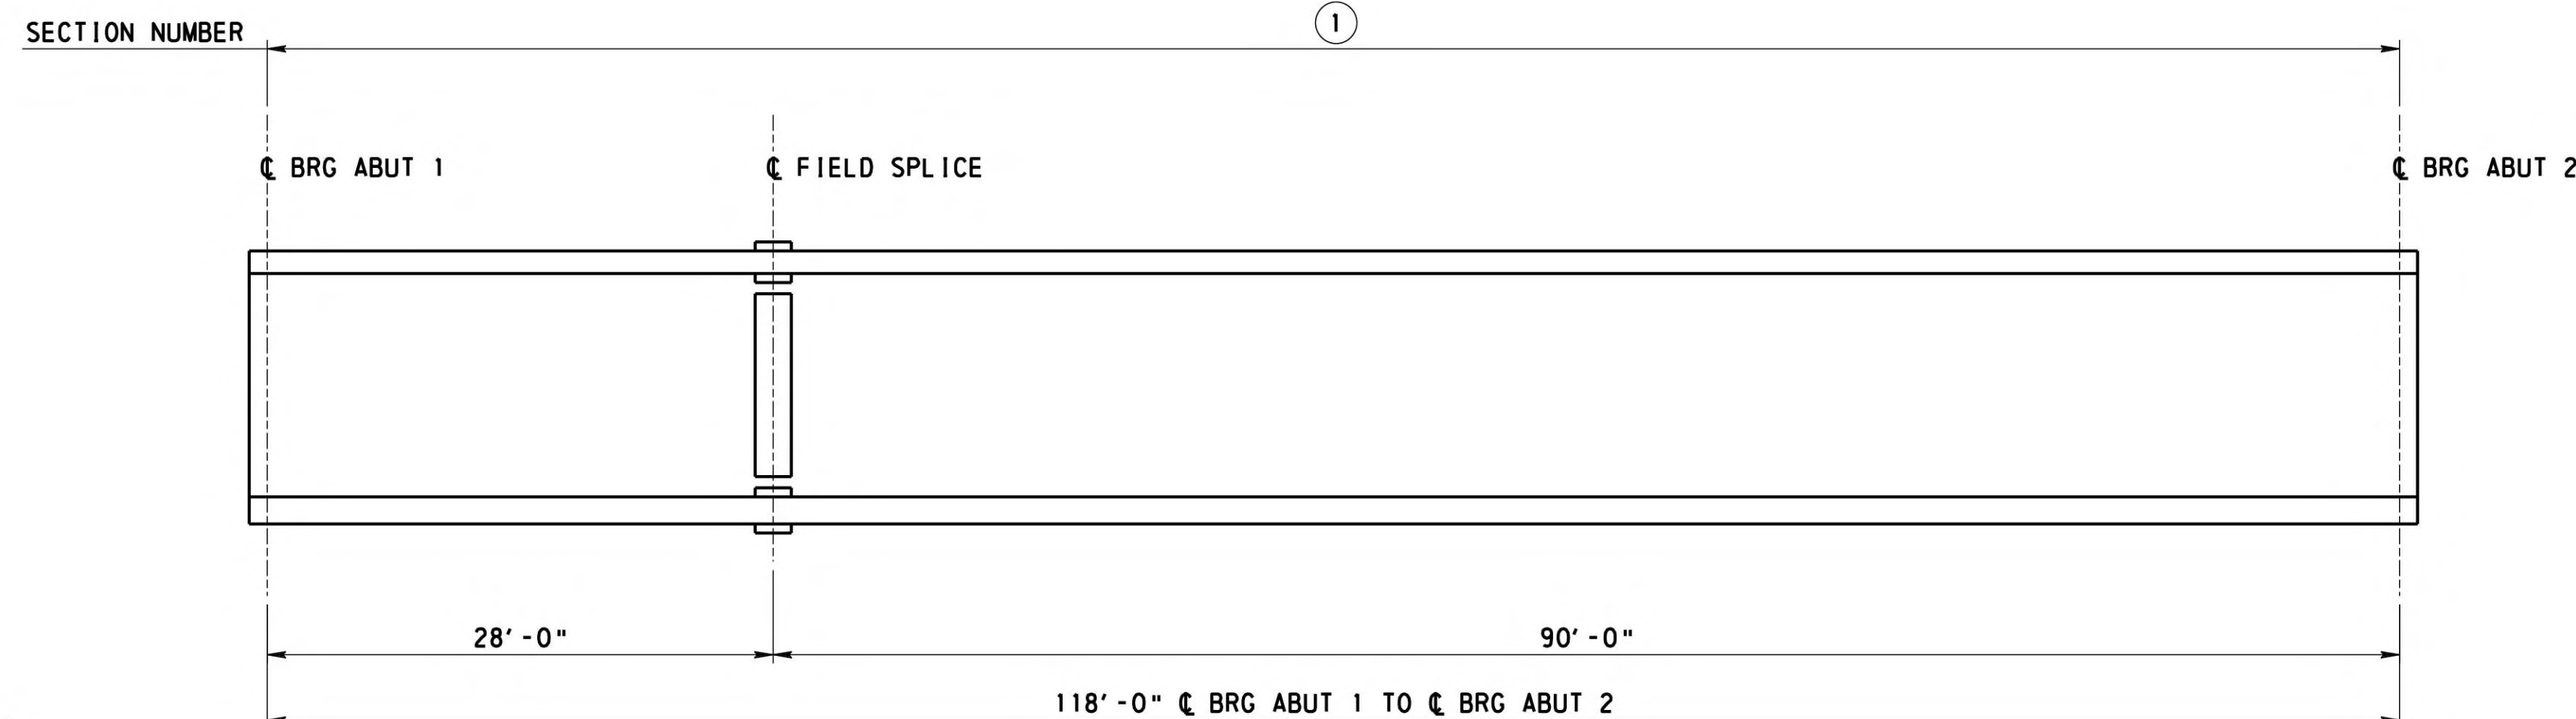 SECTION NUMBER
1
℄ BRG ABUT 1
℄ FIELD SPLICE
℄ BRG ABUT 2
28'-0"
90'-0"
118'-0" ℄ BRG ABUT 1 TO ℄ BRG ABUT 2